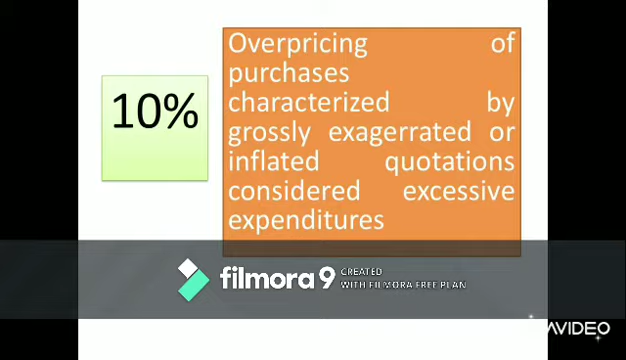 10%
Overpricing of
purchases
characterized by
grossly exagerrated or
inflated quotations
considered excessive
expenditures
filmora 9 CREATED
WITH FILMORA FREE PLAN
AVIDEO